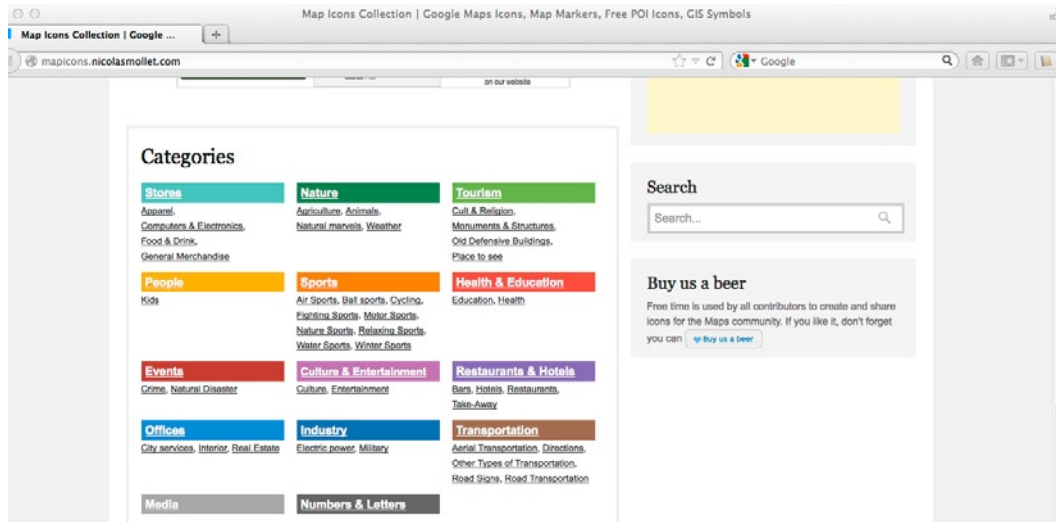 Map Icons Collection | Google Maps Icons, Map Markers, Free POI Icons, GIS Symbols
Map Icons Collection | Google ...
mapicons.nicolasmollet.com
Google
on our website
Categories
Stores
Apparel,
Computers & Electronics,
Food & Drink,
General Merchandise
Nature
Agriculture, Animals,
Natural marvels, Weather
Tourism
Cult & Religion,
Monuments & Structures,
Old Defensive Buildings,
Place to see
People
Kids
Sports
Air Sports, Ball sports, Cycling,
Fighting Sports, Motor Sports,
Nature Sports, Relaxing Sports,
Water Sports, Winter Sports
Health & Education
Education, Health
Events
Crime, Natural Disaster
Culture & Entertainment
Culture, Entertainment
Restaurants & Hotels
Bars, Hotels, Restaurants,
Take-Away
Offices
City services, Interior, Real Estate
Industry
Electric power, Military
Transportation
Aerial Transportation, Directions,
Other Types of Transportation,
Road Signs, Road Transportation
Media
Numbers & Letters
Search
Search...
Buy us a beer
Free time is used by all contributors to create and share
icons for the Maps community. If you like it, don't forget
you can Buy us a beer